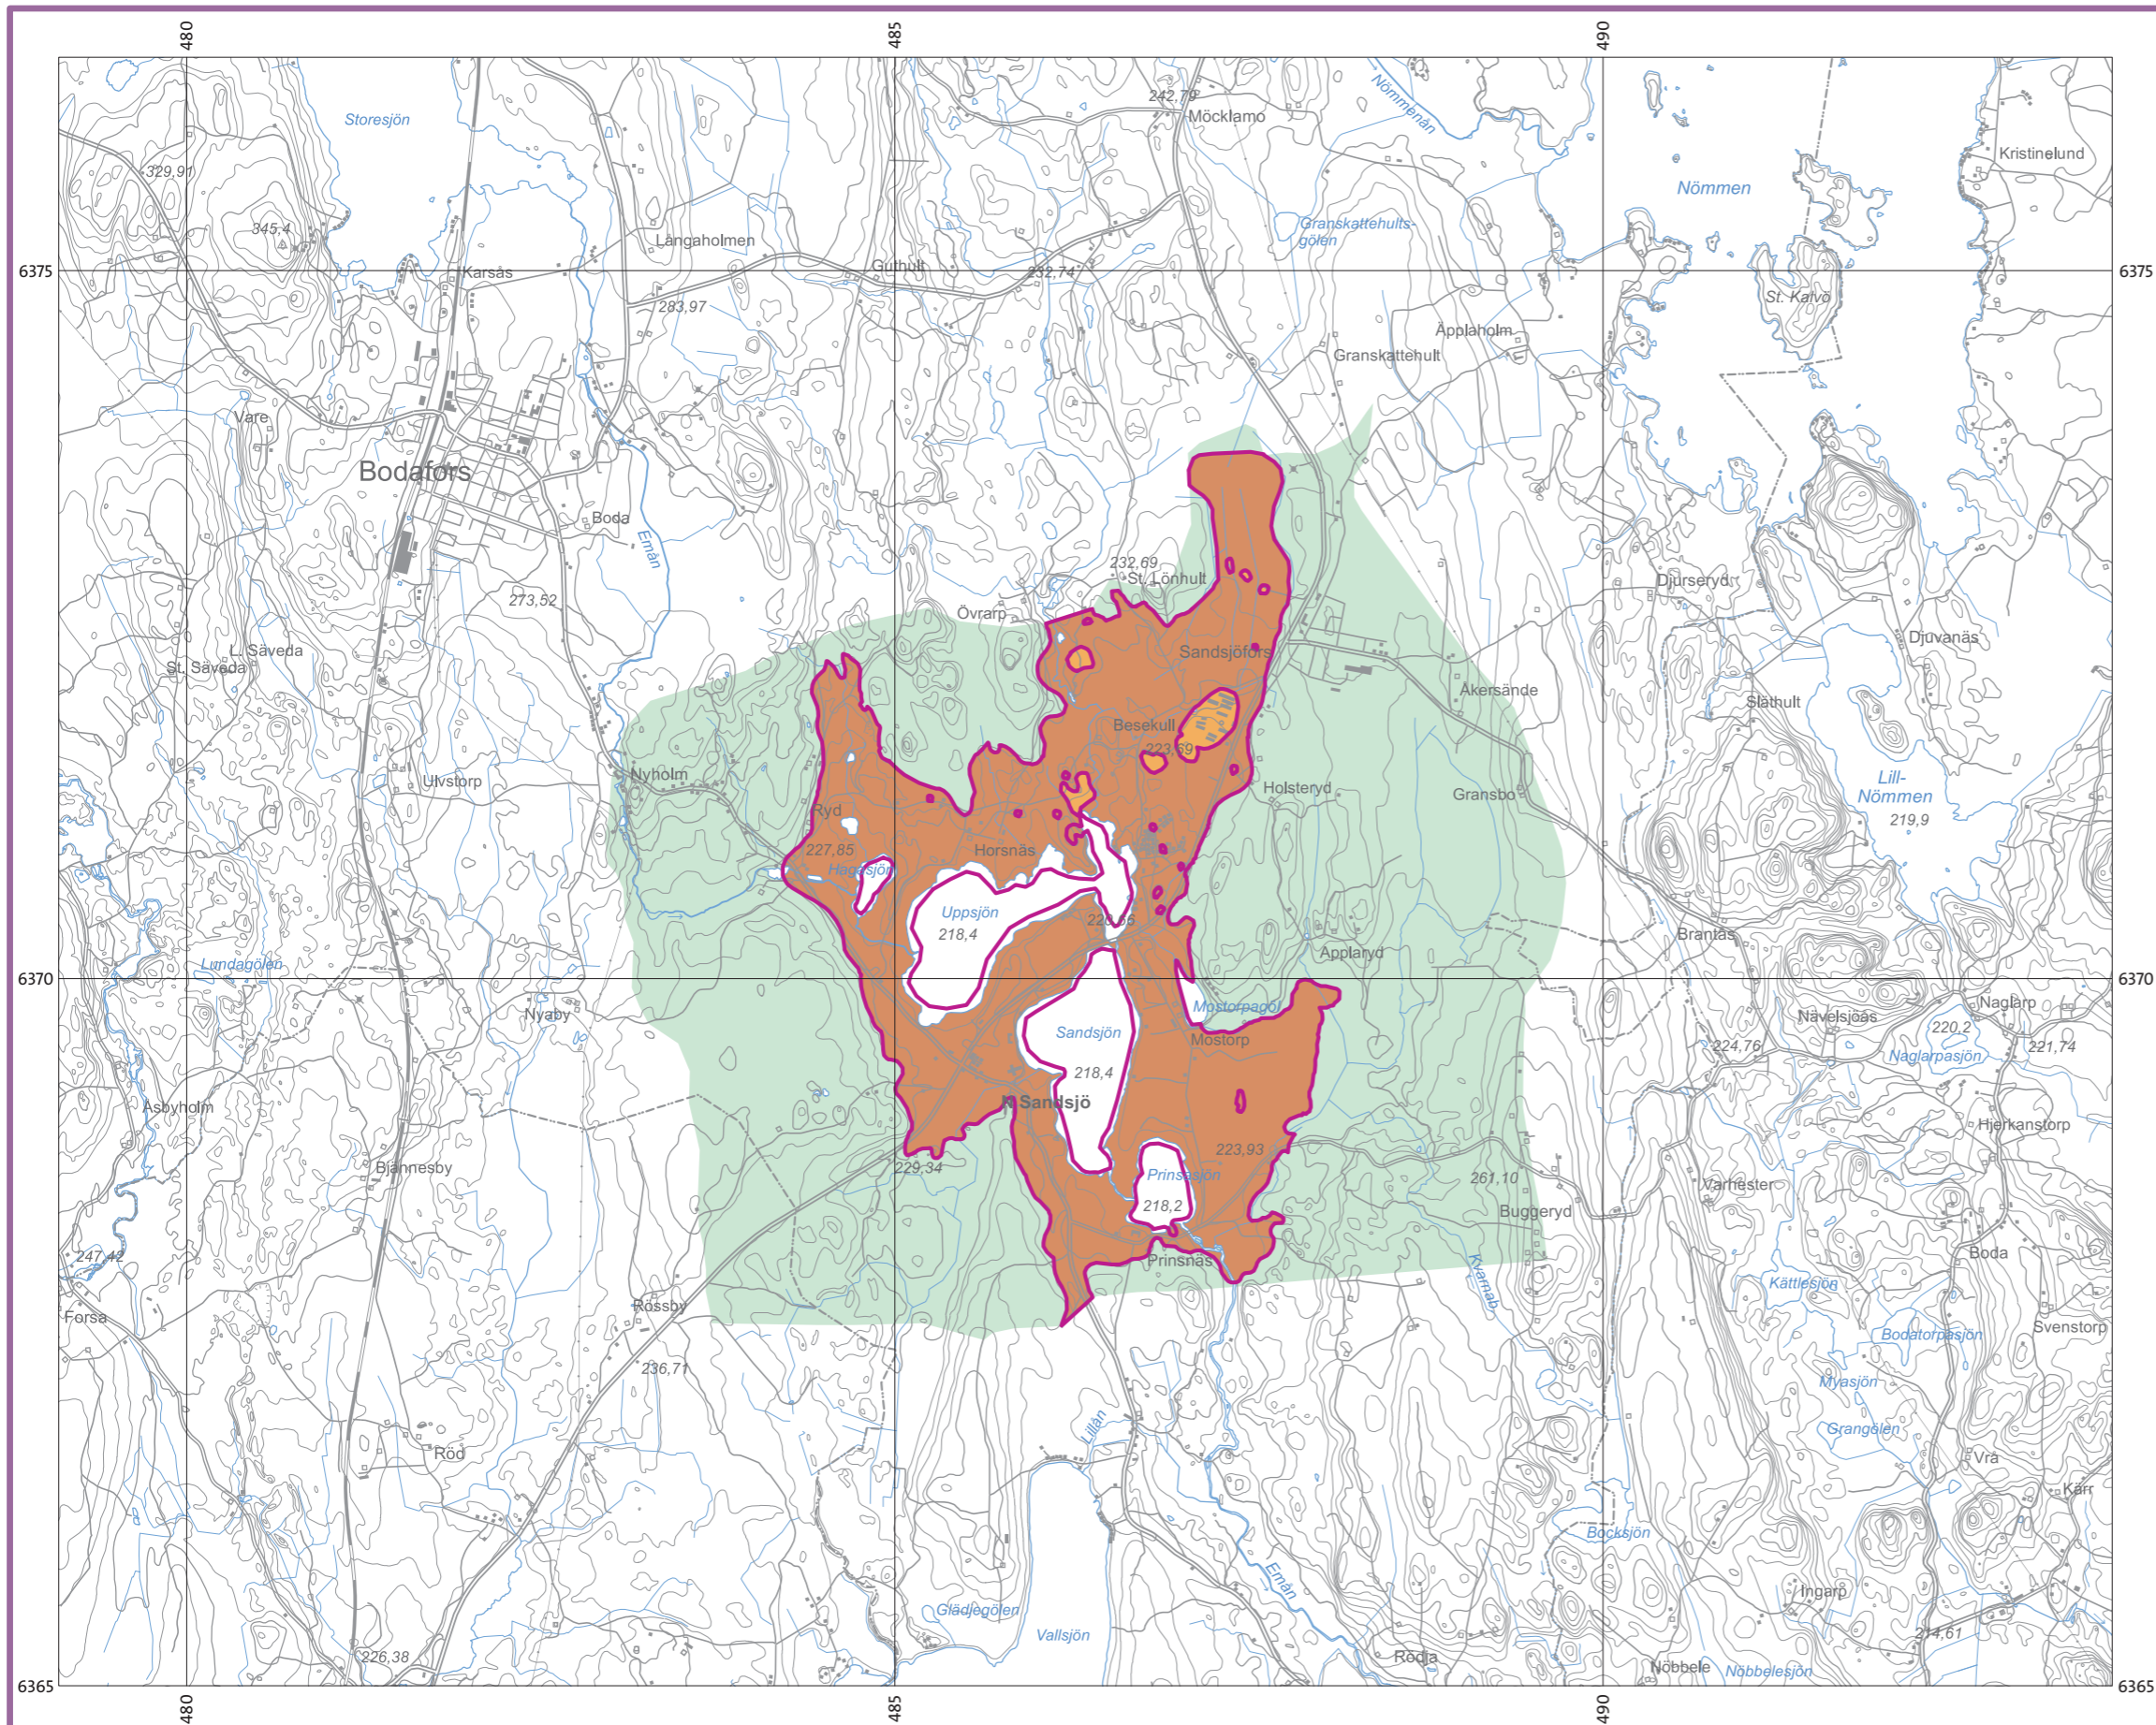 480
485
490
Storesjön
242,79
Möcklamo
Nömmenån
329,91
Kristinelund
Nömmen
345,4
Långaholmen
Granskattehults-
gölen
6375
Karsås
Guthult
232,74
6375
St. Kalvö
283,97
Äpplaholm
Granskattehult
Vare
Bodafors
Boda
Emån
232,69
St. Lönhult
273,52
Övrarp
Djurseryd
Djuvanäs
L. Säveda
St. Säveda
Sandsjöfors
Åkersände
Släthult
Besekull
223,69
Nyholm
Ulvstorp
Holsteryd
Gransbo
Lill-
Nömmen
219,9
Ryd
227,85
Horsnäs
Hagasjön
Uppsjön
218,4
Brantås
Äpplaryd
Lundagölen
6370
6370
Nyaby
Mostorpagöl
Naglarp
Nävelsjöås
220,2
Sandsjön
Mostorp
224,76
Naglarpasjön
221,74
218,4
Åsbyholm
N Sandsjö
Hjerkanstorp
223,93
Bjännesby
229,34
Prinsasjön
261,10
Varhester
218,2
Buggeryd
247,42
Prinsnäs
Boda
Kvarnab.
Kättlesjön
Forsa
Rössby
Svenstorp
Bodatorpasjön
236,71
Myasjön
Lillån
Grangölen
Röd
Vrå
Kärr
Bocksjön
Emån
Ingarp
Glädjegölen
Vallsjön
214,61
226,38
Rödja
Nöbbele
Nöbbelesjön
6365
6365
480
485
490